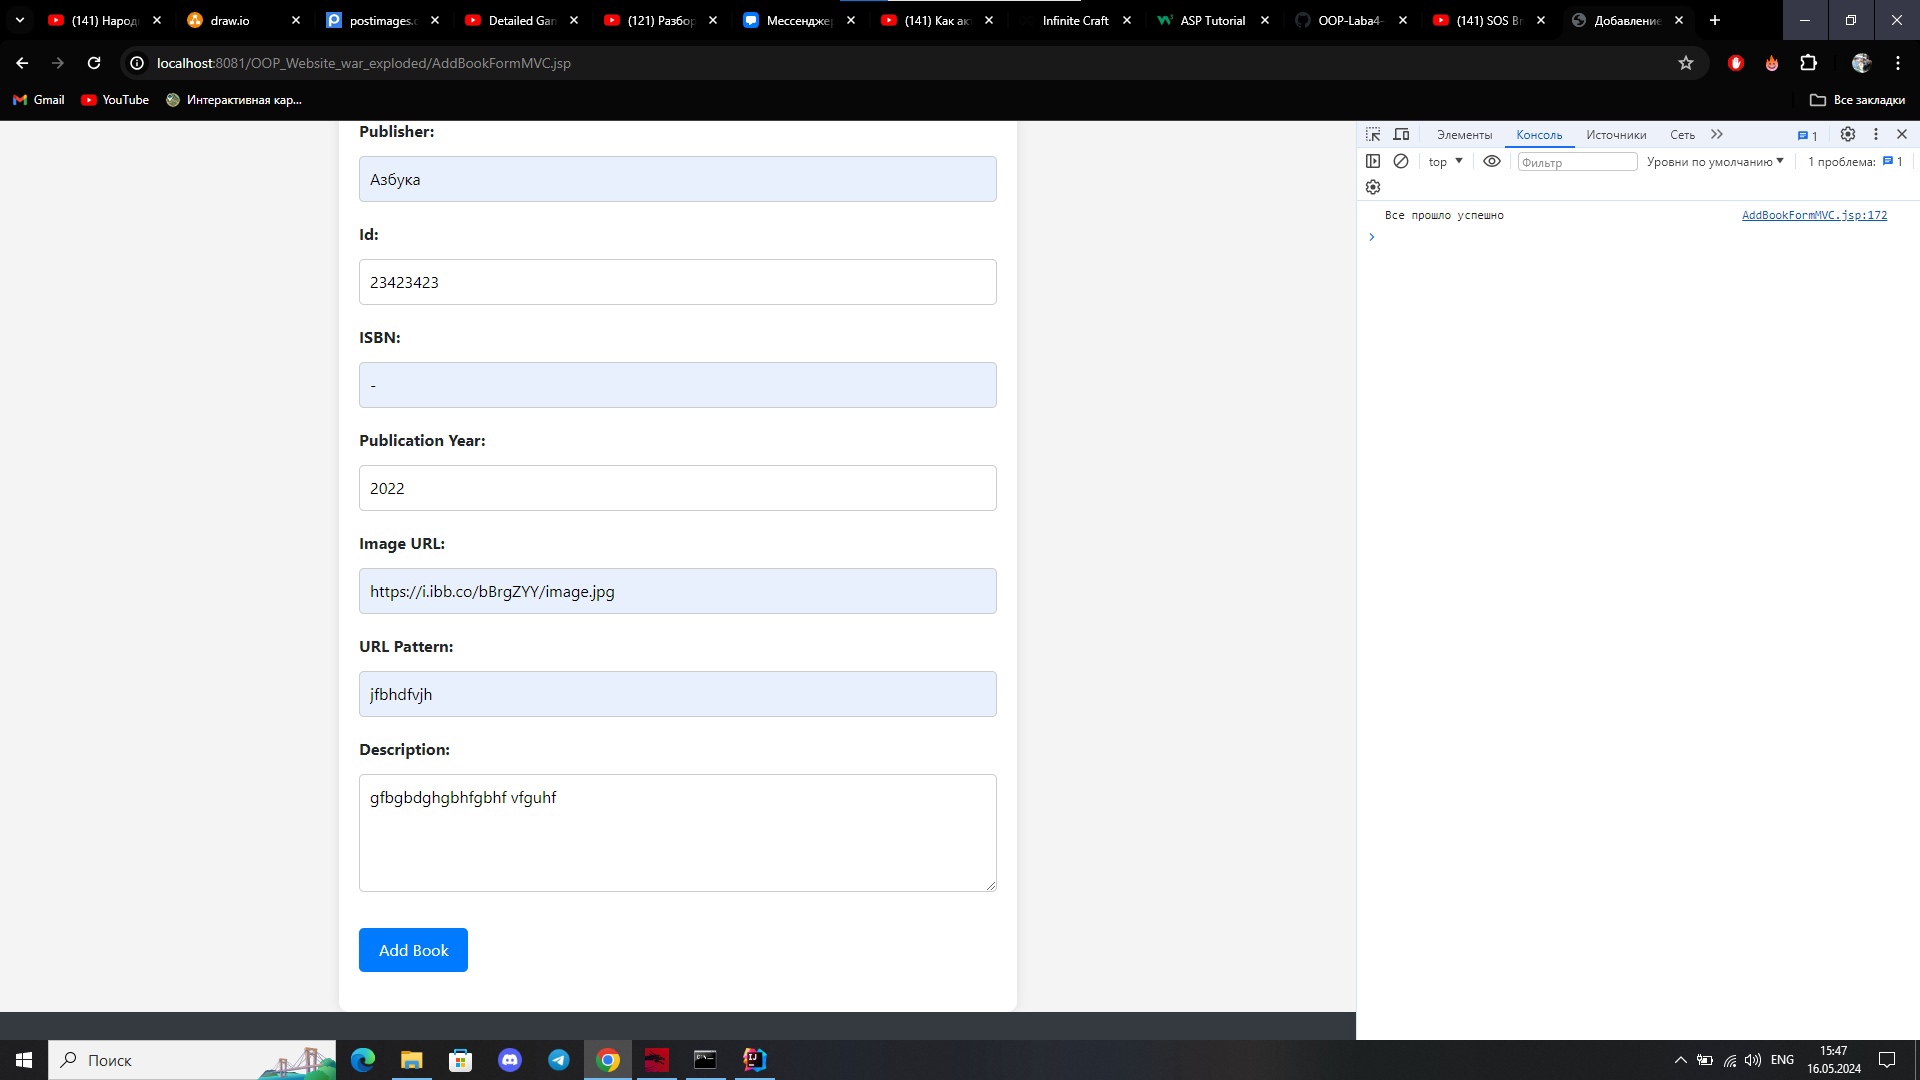 (141) Народ
draw.io
postimages.c
Detailed Gan
(121) Разбор
Мессендже
(141) Как ак
Infinite Craft
ASP Tutorial
OOP-Laba4-
(141) SOS Br
Добавление
localhost:8081/OOP_Website_war_exploded/AddBookFormMVC.jsp
Gmail
YouTube
Интерактивная кар...
Все закладки
Publisher:
Азбука
Id:
23423423
ISBN:
-
Publication Year:
2022
Image URL:
https://i.ibb.co/bBrgZYY/image.jpg
URL Pattern:
jfbhdfvjh
Description:
gfbgbdghgbhfgbhf vfguhf
Add Book
Элементы
Консоль
Источники
Сеть
1
top
Фильтр
Уровни по умолчанию
1 проблема: 1
Все прошло успешно
AddBookFormMVC.jsp:172
Поиск
ENG
15:47
16.05.2024